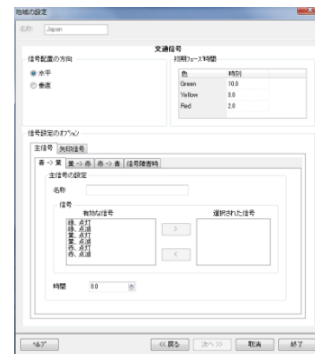 地域の設定
名称: Japan
交通信号
信号配置の方向
水平
垂直
初期フェーズ時間
色 時刻
Green 10.0
Yellow 3.0
Red 2.0
信号設定のオプション
主信号 矢印信号
青 -> 黄 黄 -> 赤 赤 -> 青 信号障害時
主信号の設定
名称
信号
有効な信号 選択された信号
緑、点灯
緑、点滅
黄、点灯
黄、点滅
赤、点灯
赤、点滅
>
<
時間 0.0
ヘルプ << 戻る 次へ >> 取消 終了